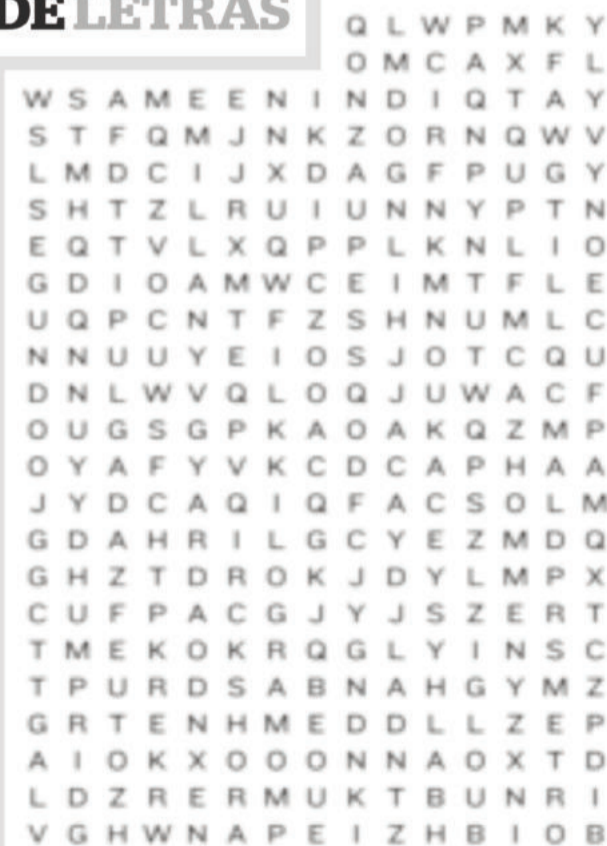 DE LETRAS
Q L W P M K Y
O M C A X F L
W S A M E E N I N D I Q T A Y
S T F Q M J N K Z O R N Q W V
L M D C I J X D A G F P U G Y
S H T Z L R U I U N N Y P T N
E Q T V L X Q P P L K N L I O
G D I O A M W C E I M T F L E
U Q P C N T F Z S H N U M L C
N N U U Y E I O S J O T C Q U
D N L W V Q L O Q J U W A C F
O U G S G P K A O A K Q Z M P
O Y A F Y V K C D C A P H A A
J Y D C A Q I Q F A C S O L M
G D A H R I L G C Y E Z M D Q
G H Z T D R O K J D Y L M P X
C U F P A C G J Y J S Z E R T
T M E K O K R Q G L Y I N S C
T P U R D S A B N A H G Y M Z
G R T E N H M E D D L L Z E P
A I O K X O O O N N A O X T D
L D Z R E R M U K T B U N R I
V G H W N A P E I Z H B I O B